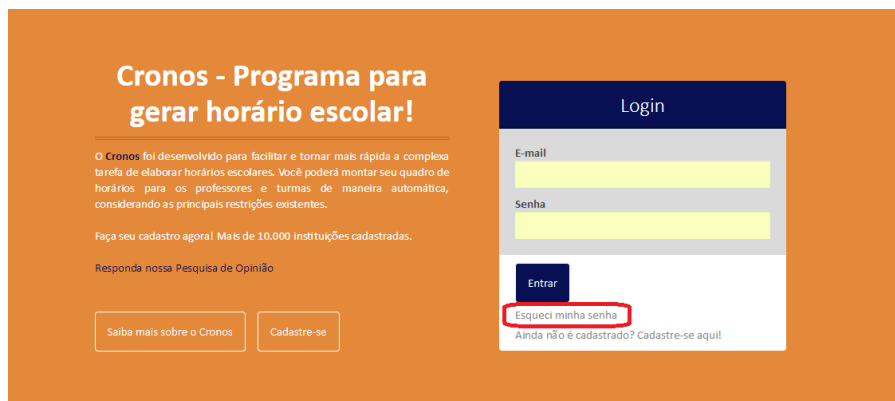 Cronos - Programa para
gerar horário escolar!
O Cronos foi desenvolvido para facilitar e tornar mais rápida a complexa
tarefa de elaborar horários escolares. Você poderá montar seu quadro de
horários para os professores e turmas de maneira automática,
considerando as principais restrições existentes.
Faça seu cadastro agora! Mais de 10.000 instituições cadastradas.
Responda nossa Pesquisa de Opinião
Saiba mais sobre o Cronos
Cadastre-se
Login
E-mail
Senha
Entrar
Esqueci minha senha
Ainda não é cadastrado? Cadastre-se aqui!